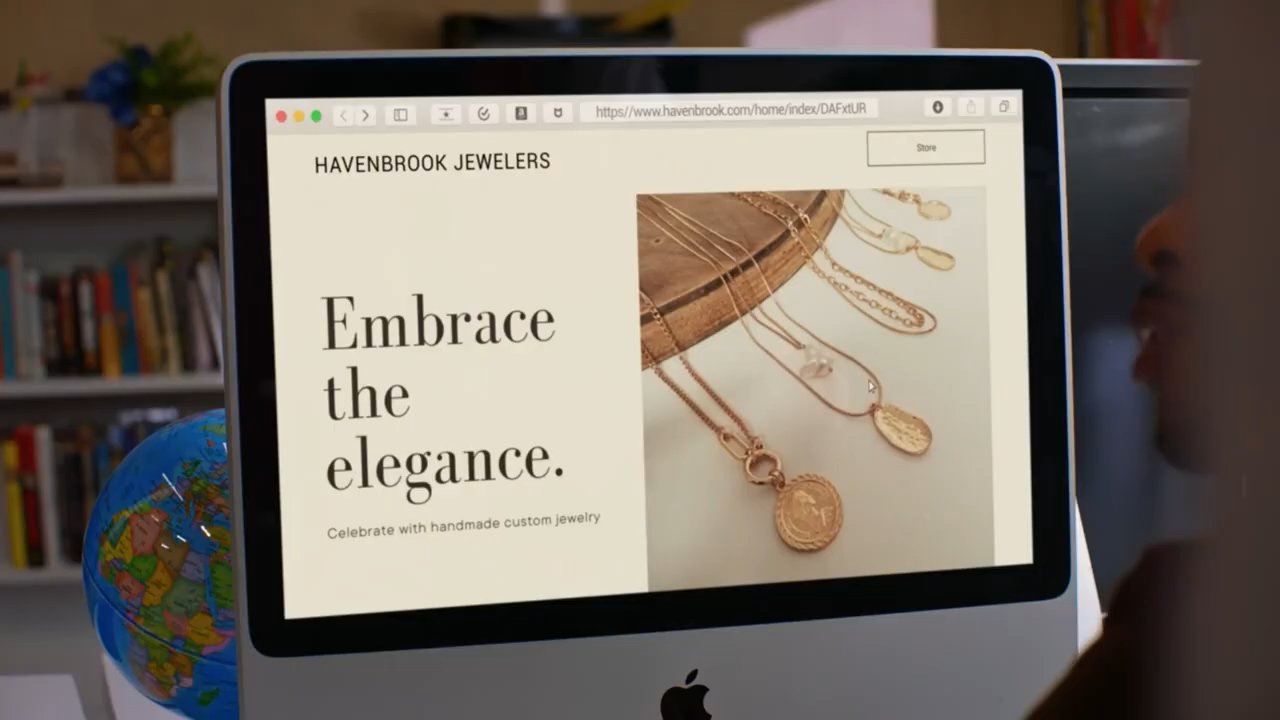 https://www.havenbrook.com/home/index/DAFxtUR
HAVENBROOK JEWELERS
Store
Embrace
the
elegance.
Celebrate with handmade custom jewelry